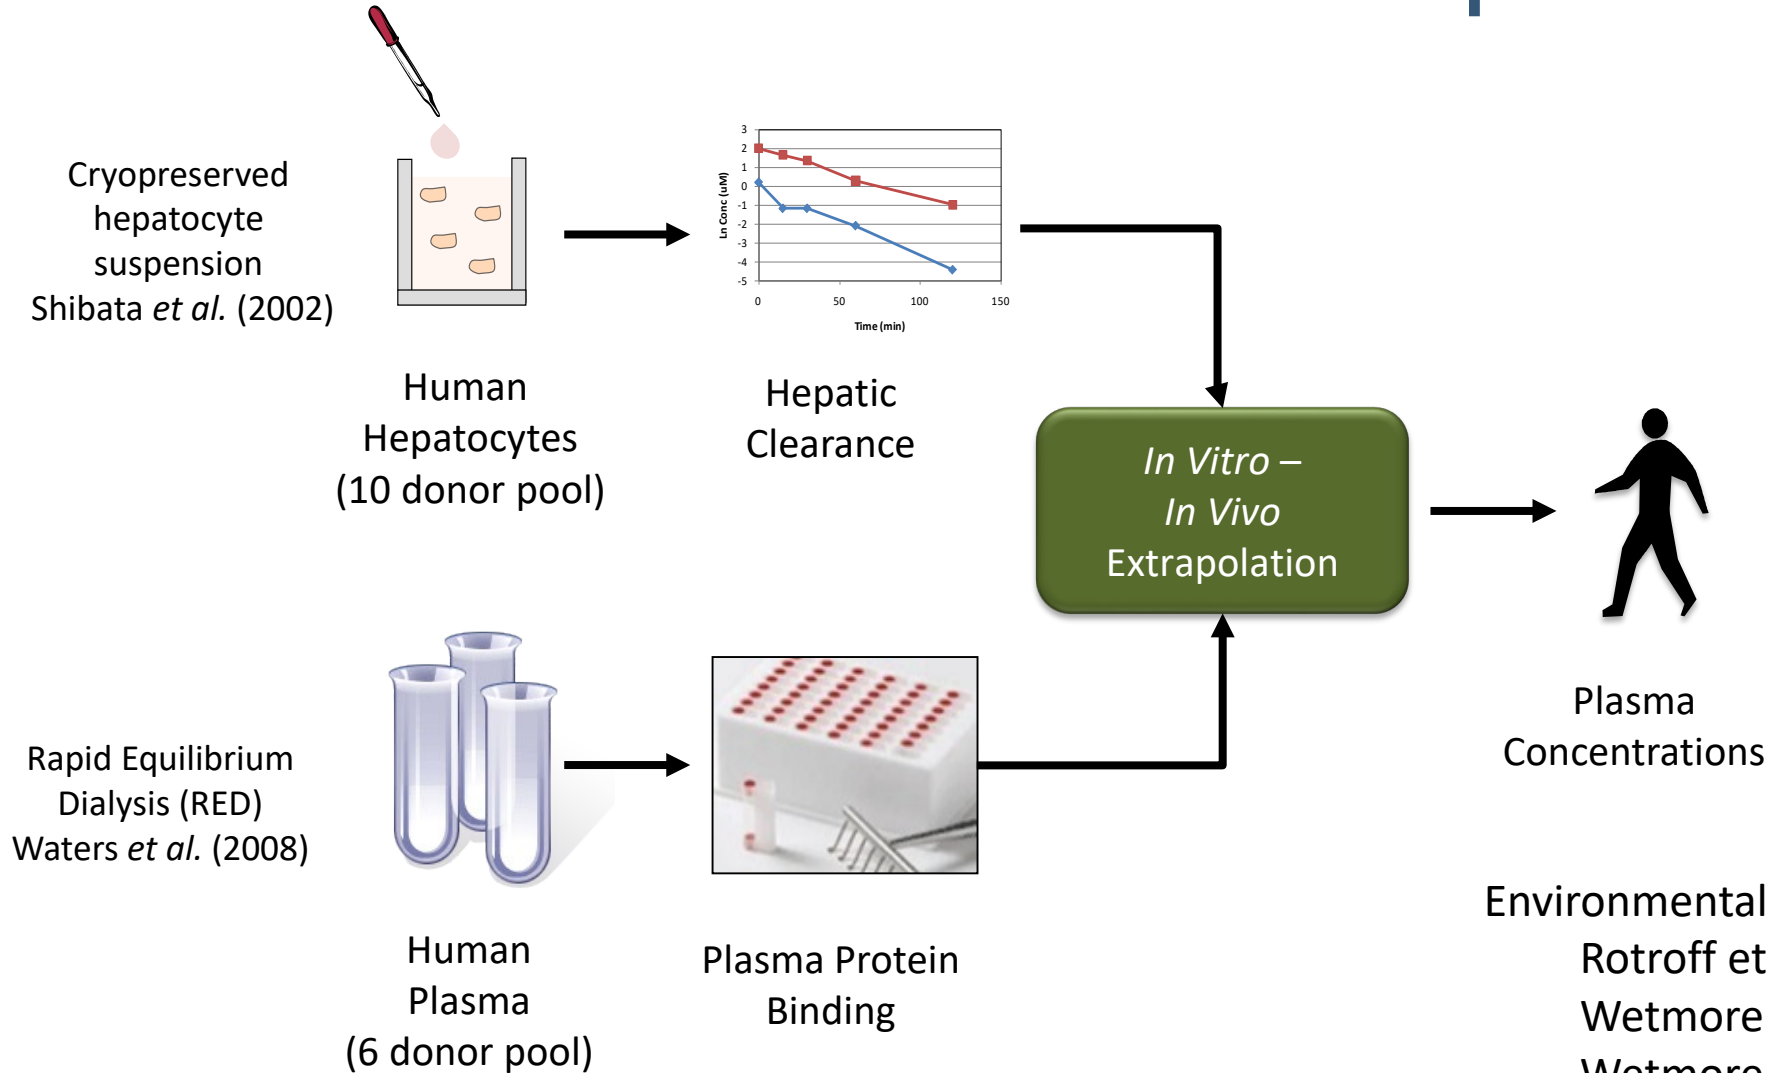 Cryopreserved
hepatocyte
suspension
Shibata et al. (2002)
Human
Hepatocytes
(10 donor pool)
3
2
1
0
-1
-2
-3
-4
-5
Ln Conc (uM)
0 50 100 150
Time (min)
Hepatic
Clearance
In Vitro –
In Vivo
Extrapolation
Plasma
Concentrations
Rapid Equilibrium
Dialysis (RED)
Waters et al. (2008)
Human
Plasma
(6 donor pool)
Plasma Protein
Binding
Environmental
Rotroff et
Wetmore
Wetmore